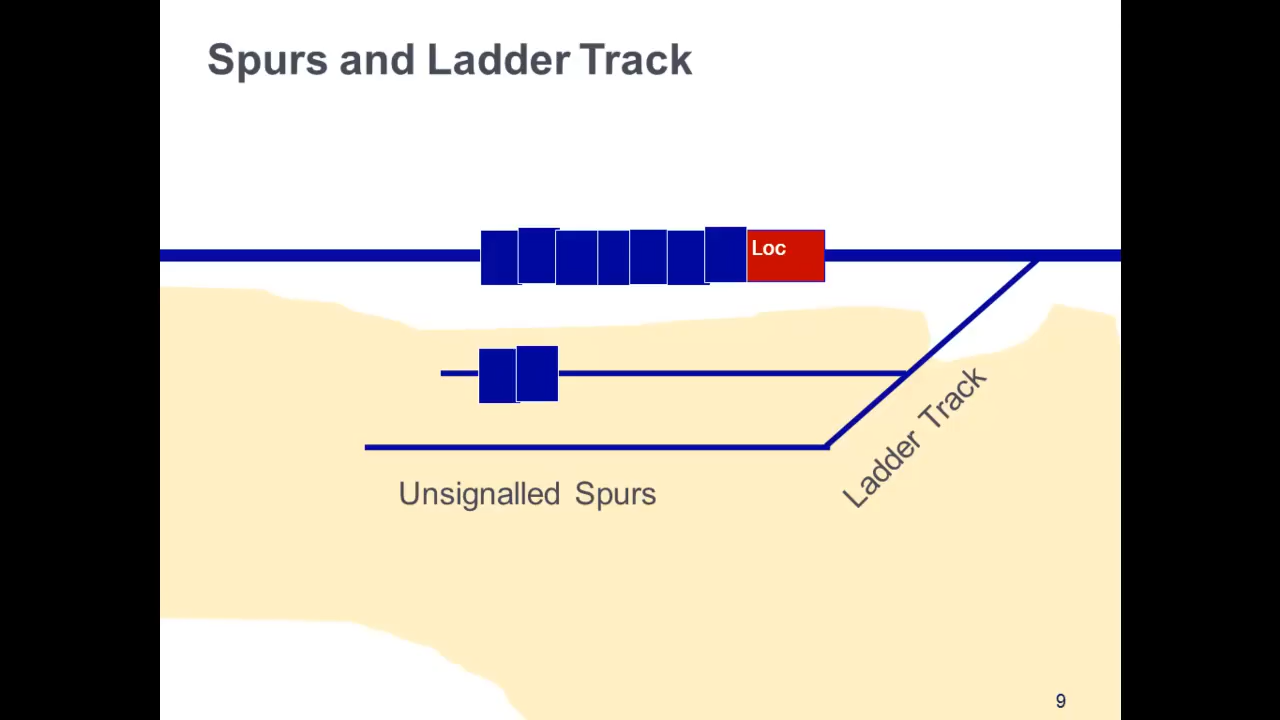 Spurs and Ladder Track
Loc
Ladder Track
Unsignalled Spurs
9